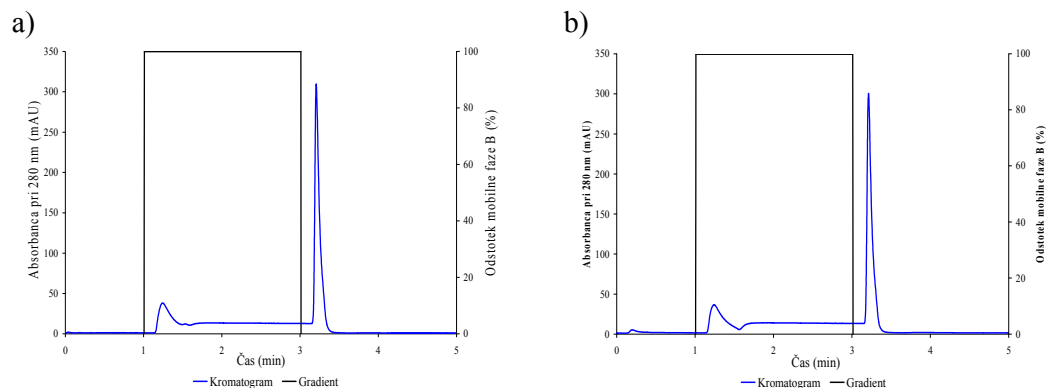 a)
350
300
250
200
150
100
50
0
Absorbanca pri 280 nm (mAU)
100
80
60
40
20
0
Odstotek mobilne faze B (%)
0 1 2 3 4 5
Čas (min)
Kromatogram Gradient
b)
350
300
250
200
150
100
50
0
Absorbanca pri 280 nm (mAU)
100
80
60
40
20
0
Odstotek mobilne faze B (%)
0 1 2 3 4 5
Čas (min)
Kromatogram Gradient